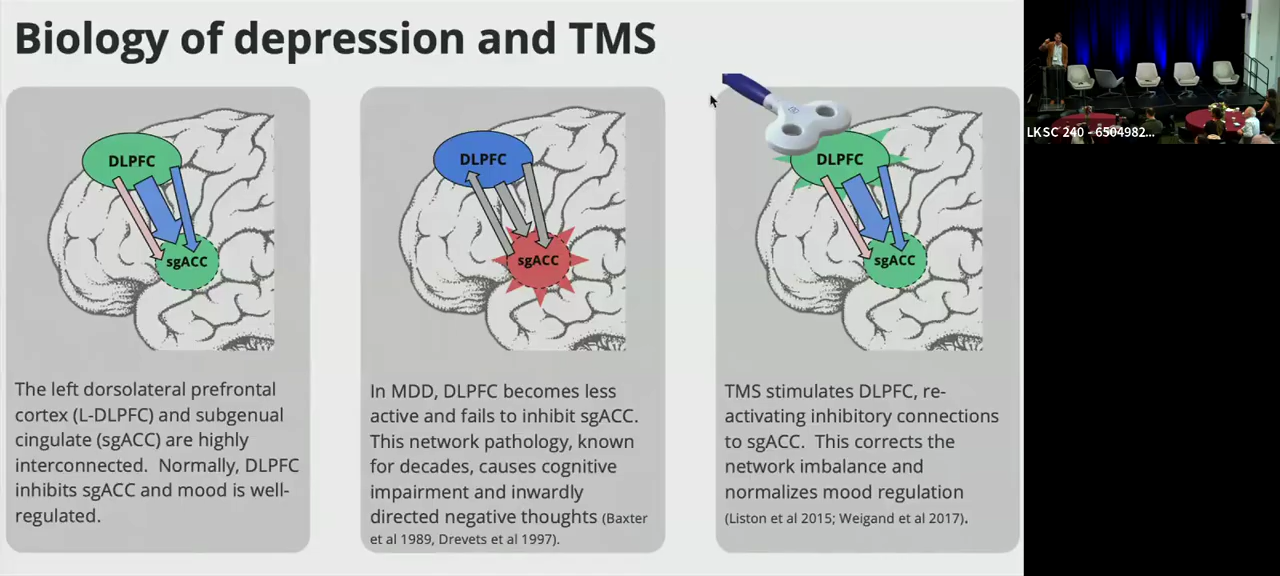 Biology of depression and TMS
DLPFC
sgACC
The left dorsolateral prefrontal
cortex (L-DLPFC) and subgenual
cingulate (sgACC) are highly
interconnected. Normally, DLPFC
inhibits sgACC and mood is well-
regulated.
DLPFC
sgACC
In MDD, DLPFC becomes less
active and fails to inhibit sgACC.
This network pathology, known
for decades, causes cognitive
impairment and inwardly
directed negative thoughts (Baxter
et al 1989, Drevets et al 1997).
DLPFC
sgACC
TMS stimulates DLPFC, re-
activating inhibitory connections
to sgACC. This corrects the
network imbalance and
normalizes mood regulation
(Liston et al 2015; Weigand et al 2017).
LKSC 240 - 6504982...